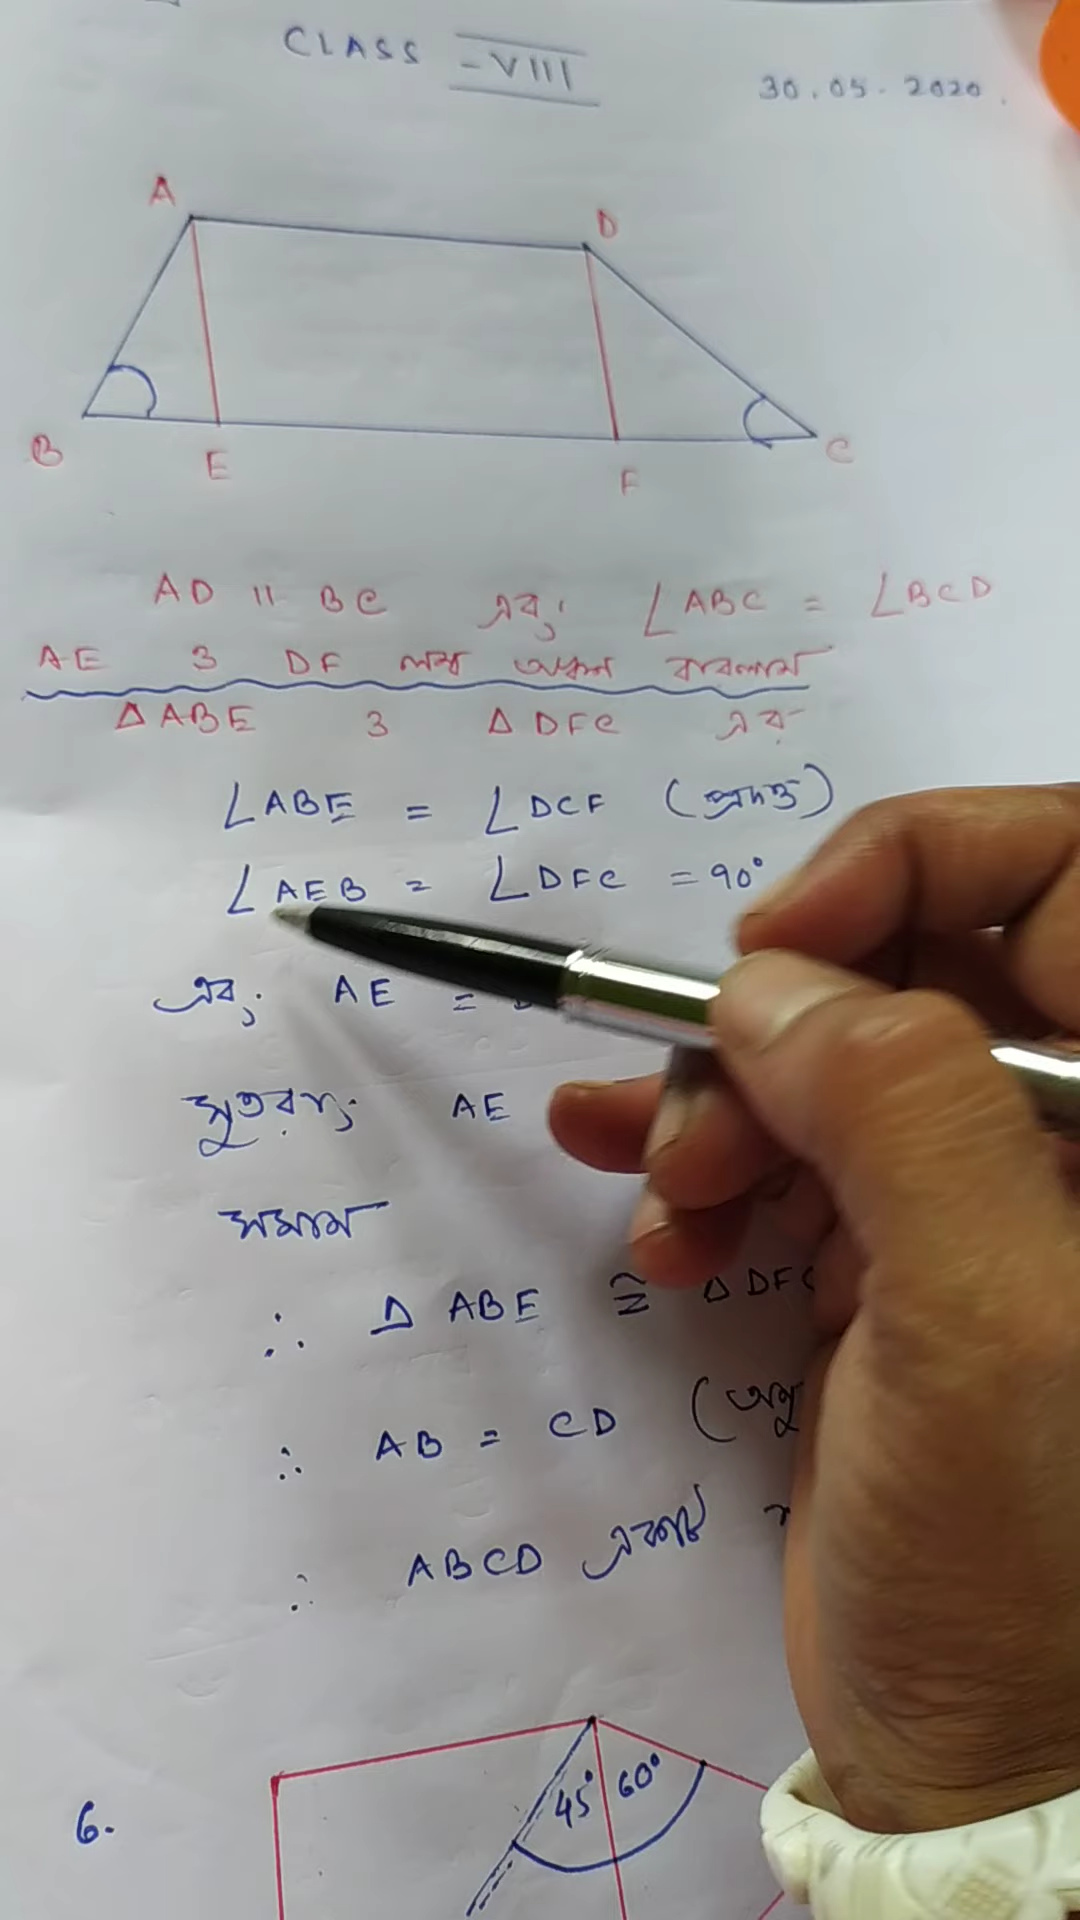 CLASS -VIII
30.05.2020.
A
D
B
E
F
C
AD || BC এবং ∠ABC = ∠BCD
AE ও DF লম্ব অঙ্কন করলাম
Δ ABE ও Δ DFC এর
∠ABE = ∠DCF (প্রদত্ত)
∠AEB = ∠DFC = 90°
এবং AE =
সুতরাং AE
সমান
∴ Δ ABE ≅ Δ DFC
∴ AB = CD
∴ ABCD একটি
45° 60°
6.